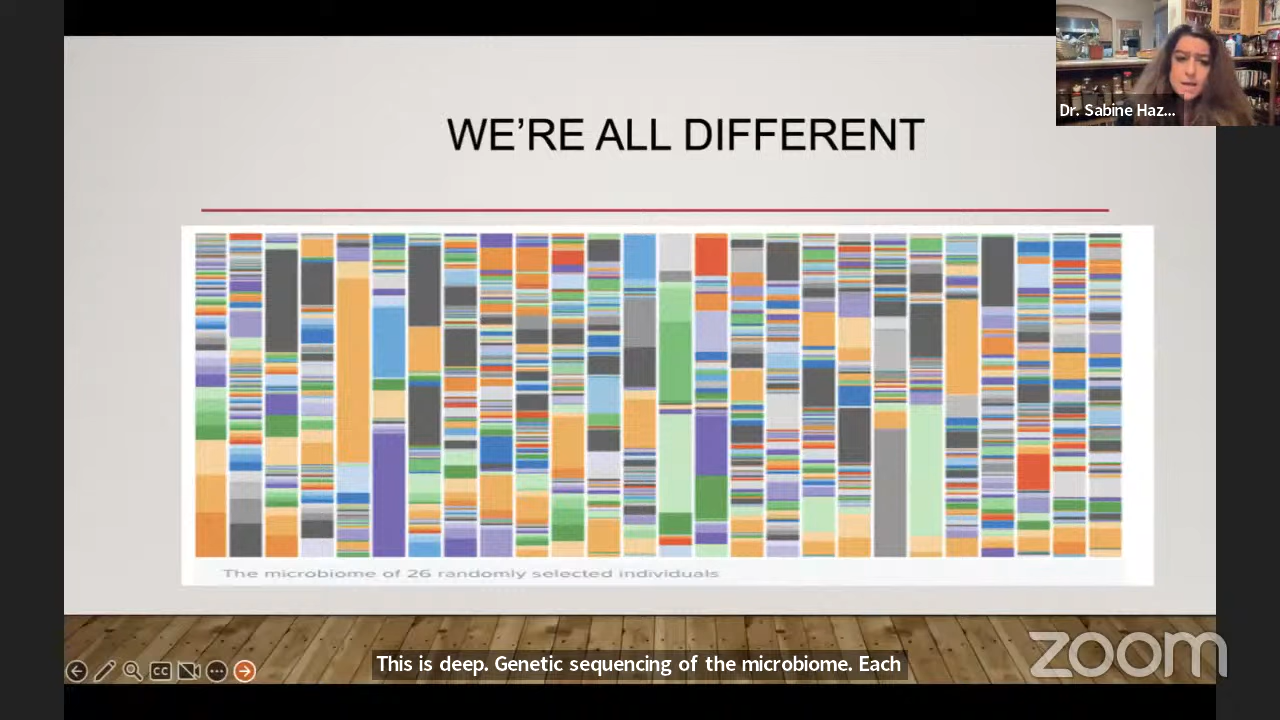 Dr. Sabine Haz...
WE'RE ALL DIFFERENT
The microbiome of 26 randomly selected individuals
CC
This is deep. Genetic sequencing of the microbiome. Each
zoom